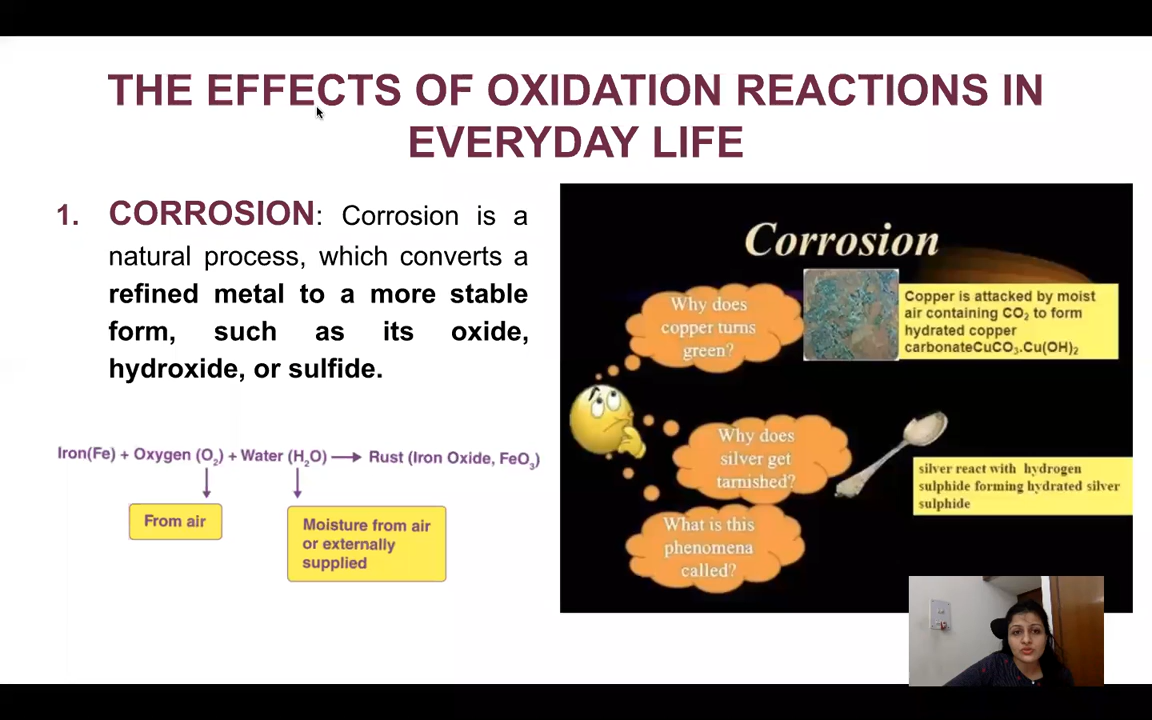 THE EFFECTS OF OXIDATION REACTIONS IN
EVERYDAY LIFE
1. CORROSION: Corrosion is a
natural process, which converts a
refined metal to a more stable
form, such as its oxide,
hydroxide, or sulfide.
Iron(Fe) + Oxygen (O₂) + Water (H₂O) ⟶ Rust (Iron Oxide, FeO₃)
From air
Moisture from air
or externally
supplied
Corrosion
Why does
copper turns
green?
Copper is attacked by moist
air containing CO₂ to form
hydrated copper
carbonateCuCO₃.Cu(OH)₂
Why does
silver get
tarnished?
silver react with hydrogen
sulphide forming hydrated silver
sulphide
What is this
phenomena
called?